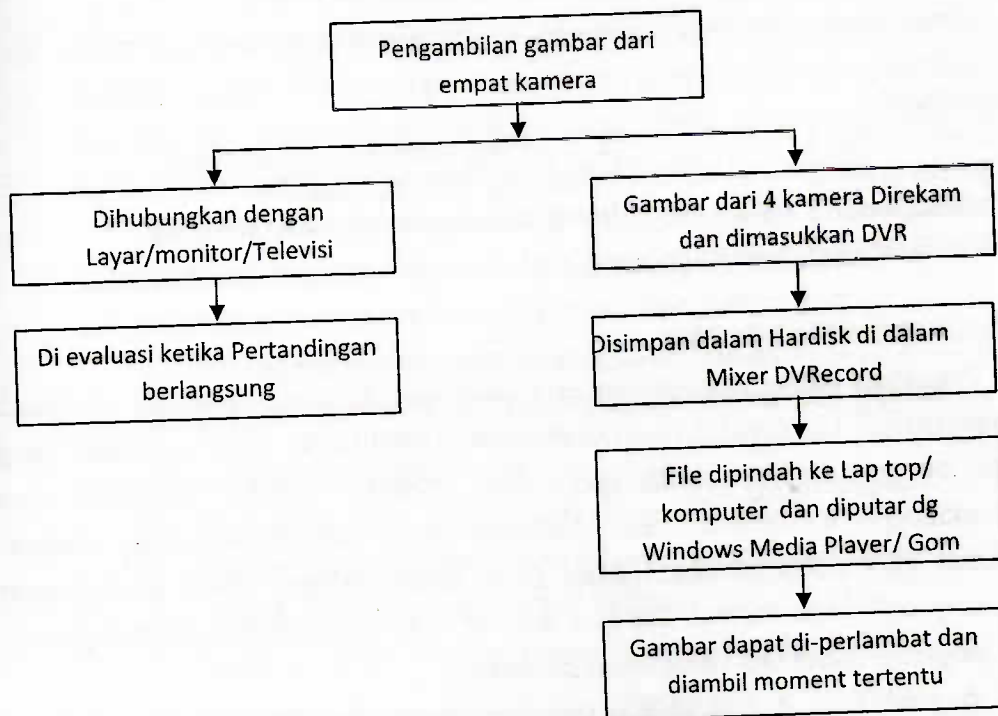 Pengambilan gambar dari
empat kamera
Dihubungkan dengan
Layar/monitor/Televisi
Di evaluasi ketika Pertandingan
berlangsung
Gambar dari 4 kamera Direkam
dan dimasukkan DVR
Disimpan dalam Hardisk di dalam
Mixer DVRecord
File dipindah ke Lap top/
komputer dan diputar dg
Windows Media Plaver/ Gom
Gambar dapat di-perlambat dan
diambil moment tertentu